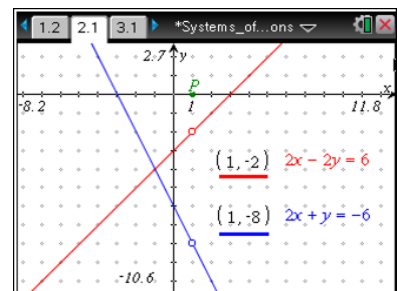 1.2 2.1 3.1 *Systems_of...ons
2.7 y
P x
-8.2 1 11.8
(1,-2) 2x − 2y = 6
(1,-8) 2x + y = −6
-10.6